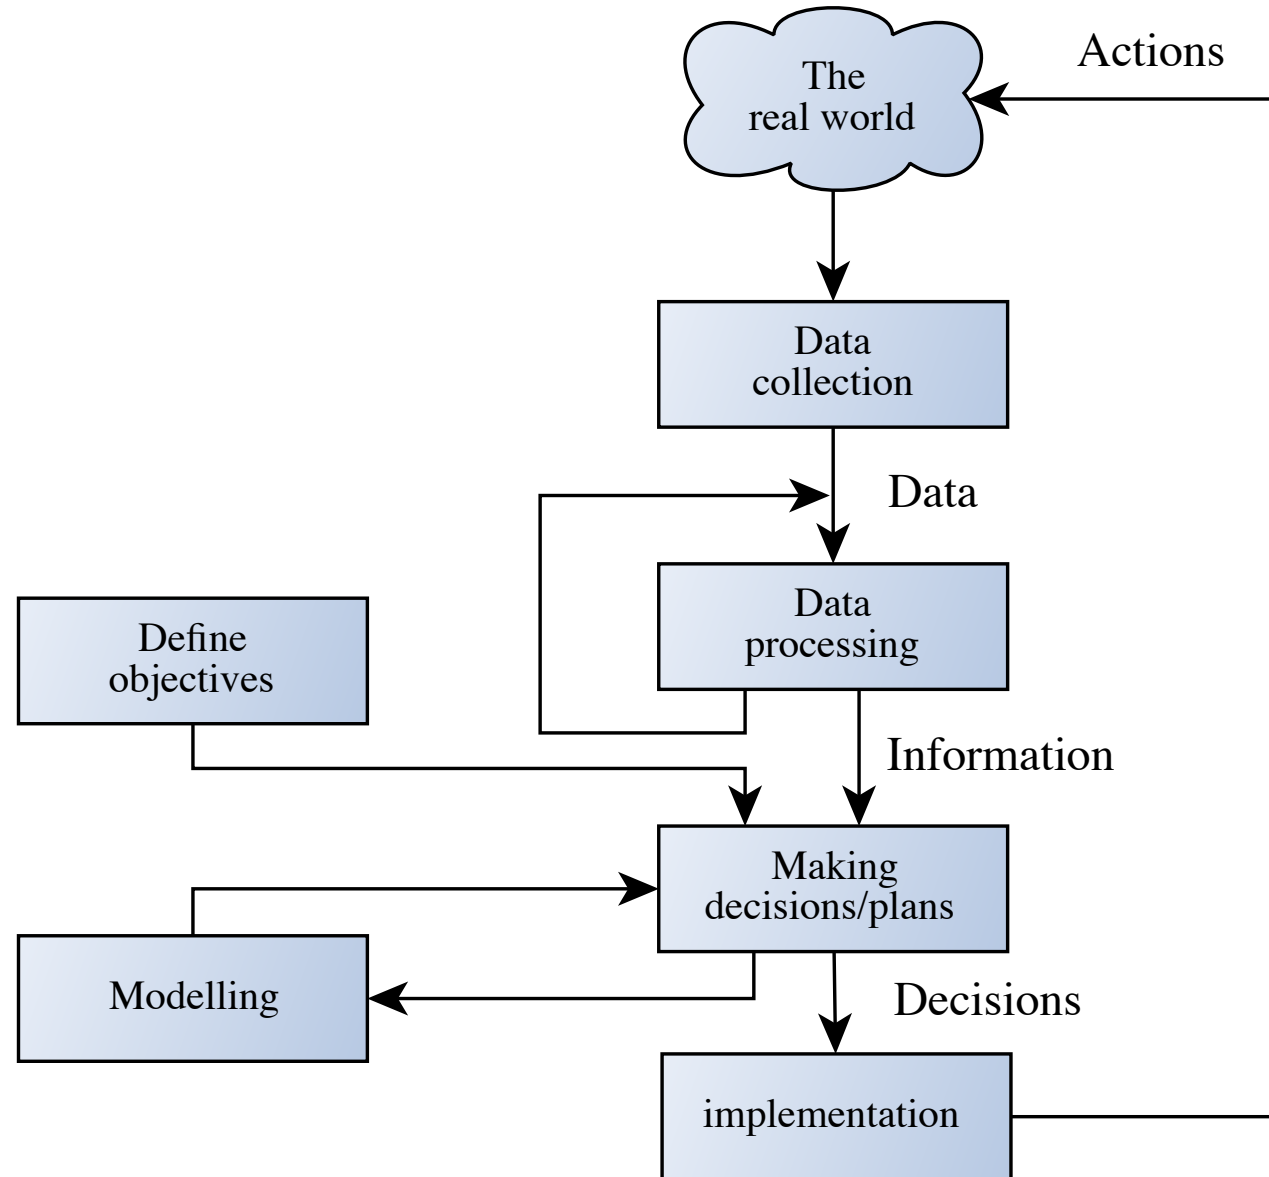 The
real world
Actions
Data
collection
Data
Data
processing
Define
objectives
Information
Making
decisions/plans
Modelling
Decisions
implementation